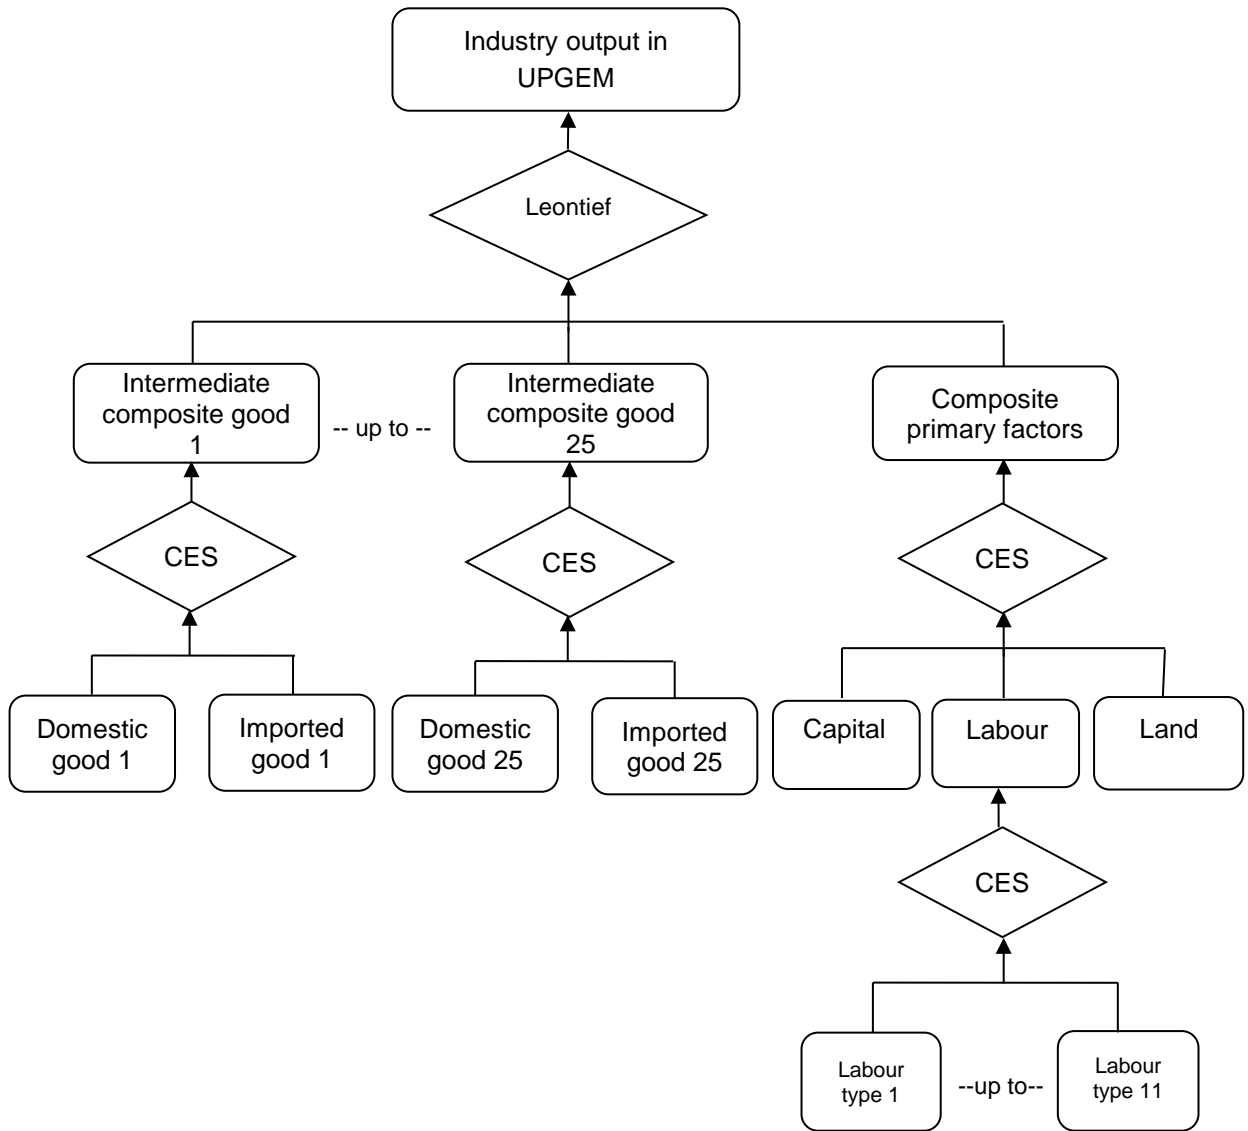 Industry output in
UPGEM
Leontief
Intermediate
composite good
1
-- up to --
Intermediate
composite good
25
Composite
primary factors
CES
CES
CES
Domestic
good 1
Imported
good 1
Domestic
good 25
Imported
good 25
Capital
Labour
Land
CES
Labour
type 1
--up to--
Labour
type 11